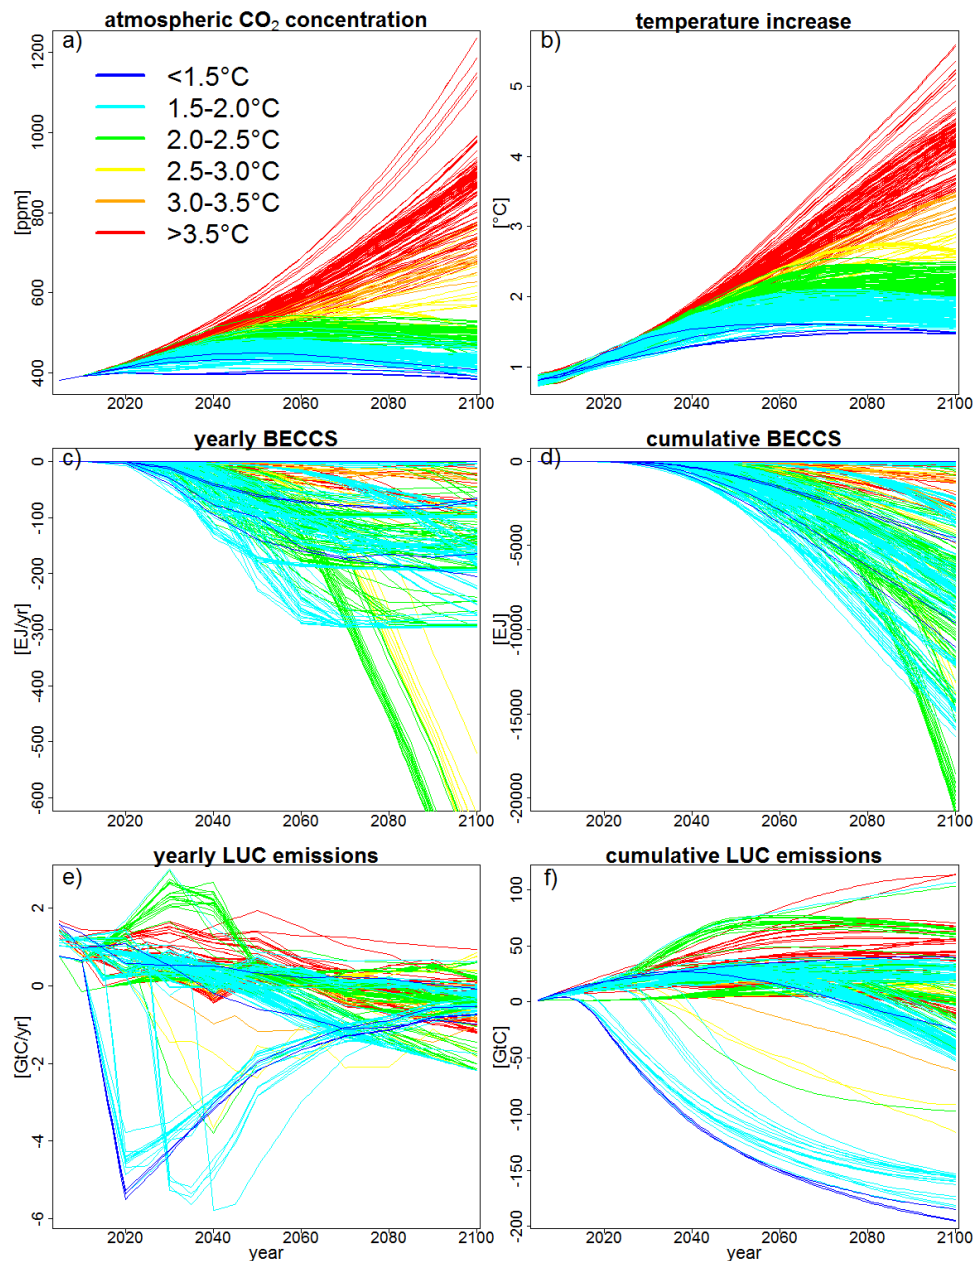 atmospheric CO₂ concentration
a)
[ppm]
1200
1000
800
600
400
<1.5°C
1.5-2.0°C
2.0-2.5°C
2.5-3.0°C
3.0-3.5°C
>3.5°C
2020 2040 2060 2080 2100
temperature increase
b)
[°C]
5
4
3
2
1
2020 2040 2060 2080 2100
yearly BECCS
c)
[EJ/yr]
0
-100
-200
-300
-400
-500
-600
2020 2040 2060 2080 2100
cumulative BECCS
d)
[EJ]
0
-5000
-10000
-15000
-20000
2020 2040 2060 2080 2100
yearly LUC emissions
e)
[GtC/yr]
2
0
-2
-4
-6
2020 2040 2060 2080 2100
year
cumulative LUC emissions
f)
[GtC]
100
50
0
-50
-100
-150
-200
2020 2040 2060 2080 2100
year